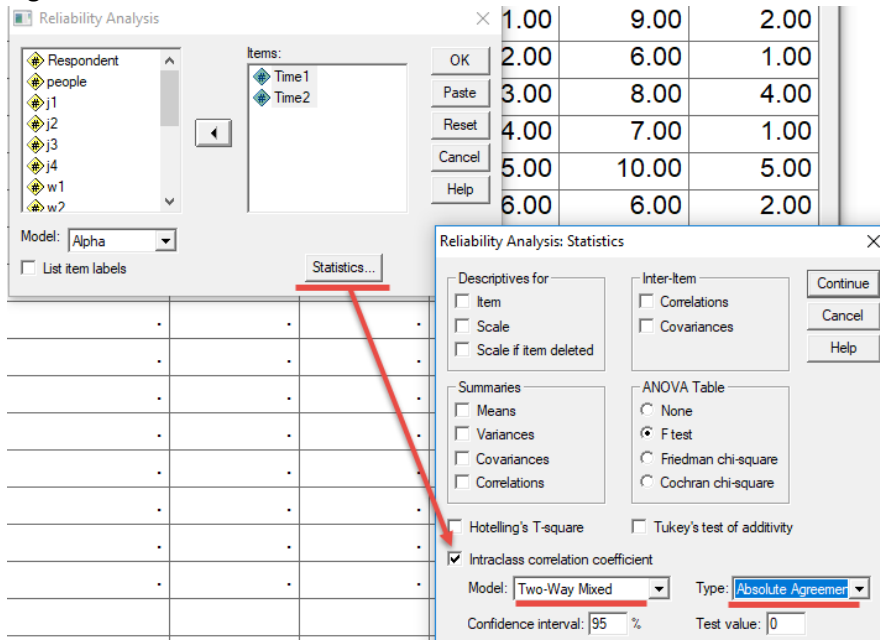 Reliability Analysis
Respondent
people
j1
j2
j3
j4
w1
w2
Items:
Time1
Time2
OK
Paste
Reset
Cancel
Help
Model: Alpha
List item labels
Statistics...
1.00 9.00 2.00
2.00 6.00 1.00
3.00 8.00 4.00
4.00 7.00 1.00
5.00 10.00 5.00
6.00 6.00 2.00
. . .
. . .
. . .
. . .
. . .
. . .
. . .
. . .
Reliability Analysis: Statistics
Descriptives for
Item
Scale
Scale if item deleted
Inter-Item
Correlations
Covariances
Continue
Cancel
Help
Summaries
Means
Variances
Covariances
Correlations
ANOVA Table
None
F test
Friedman chi-square
Cochran chi-square
Hotelling's T-square Tukey's test of additivity
Intraclass correlation coefficient
Model: Two-Way Mixed Type: Absolute Agreemer
Confidence interval: 95 % Test value: 0